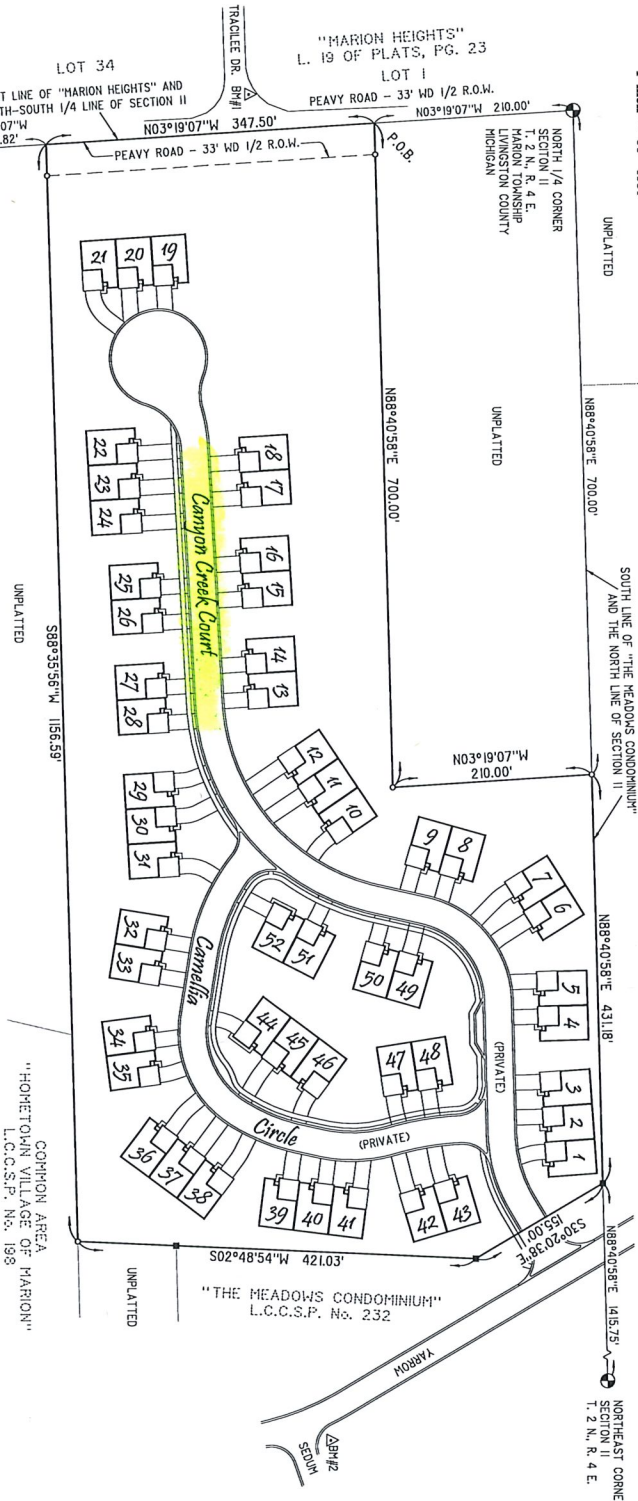 "MARION HEIGHTS"
L. 19 OF PLATS, PG. 23
LOT 1
LOT 34
T LINE OF "MARION HEIGHTS" AND
TH-SOUTH 1/4 LINE OF SECTION 11
07"W
.82'
TRACILEE DR.
BM#1
PEAVY ROAD - 33' WD 1/2 R.O.W.
N03°19'07"W 210.00'
N03°19'07"W 347.50'
PEAVY ROAD - 33' WD 1/2 R.O.W.
P.O.B.
NORTH 1/4 CORNER
SECITON 11
T. 2 N., R. 4 E.
MARION TOWNSHIP
LIVINGSTON COUNTY
MICHIGAN
UNPLATTED
N88°40'58"E 700.00'
UNPLATTED
N88°40'58"E 700.00'
SOUTH LINE OF "THE MEADOWS CONDOMINIUM"
AND THE NORTH LINE OF SECTION 11
N03°19'07"W
210.00'
N88°40'58"E 431.18'
21
20
19
22
23
24
18
17
Canyon Creek Court
16
15
25
26
14
13
27
28
12
11
10
29
30
31
9
8
7
6
5
4
3
2
1
(PRIVATE)
52
51
50
49
32
33
Camellia
34
35
44
45
46
47
48
Circle
(PRIVATE)
36
37
38
39
40
41
42
43
S88°35'56"W 1156.59'
UNPLATTED
S30°20'38"E
155.00'
N88°40'58"E 1415.75'
S02°48'54"W 421.03'
UNPLATTED
"THE MEADOWS CONDOMINIUM"
L.C.C.S.P. No. 232
COMMON AREA
"HOMETOWN VILLAGE OF MARION"
L.C.C.S.P. No. 198
YARROW
SEDUM
BM#2
NORTHEAST CORNE
SECITON 11
T. 2 N., R. 4 E.